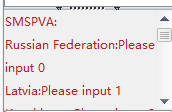 SMSPVA:
Russian Federation:Please
input 0
Latvia:Please input 1